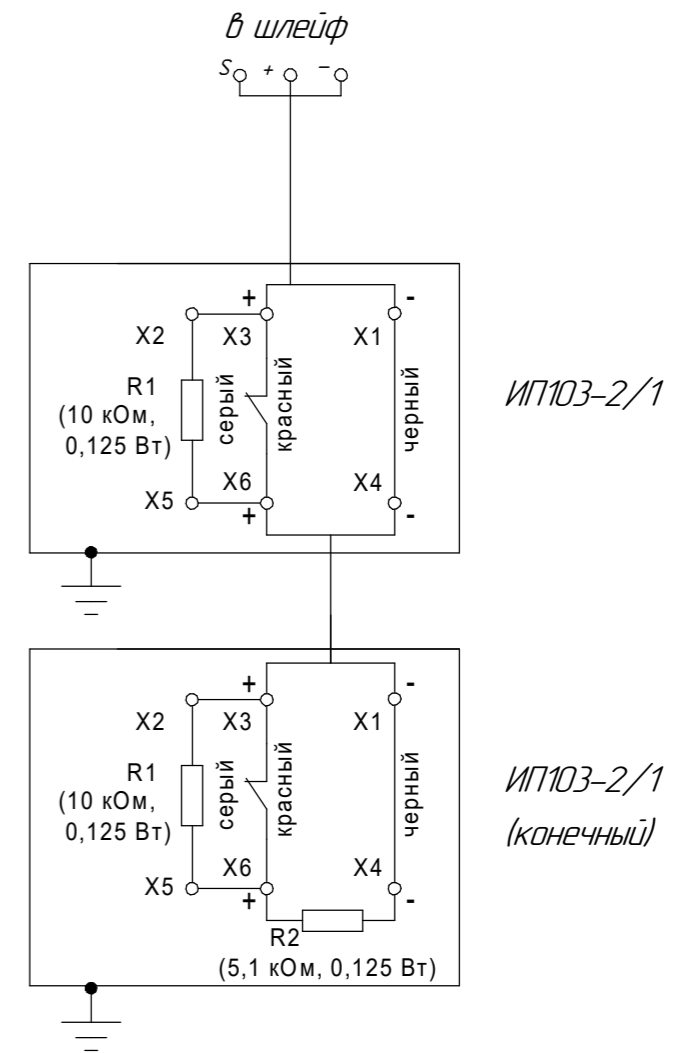 в шлейф
S + –
+ -
X2 X3 X1
R1
(10 кОм,
0,125 Вт)
серый
красный
черный
ИП103-2/1
X6 X4
X5
+ -
+ -
X2 X3 X1
R1
(10 кОм,
0,125 Вт)
серый
красный
черный
ИП103-2/1
(конечный)
X6 X4
X5
+ -
R2
(5,1 кОм, 0,125 Вт)